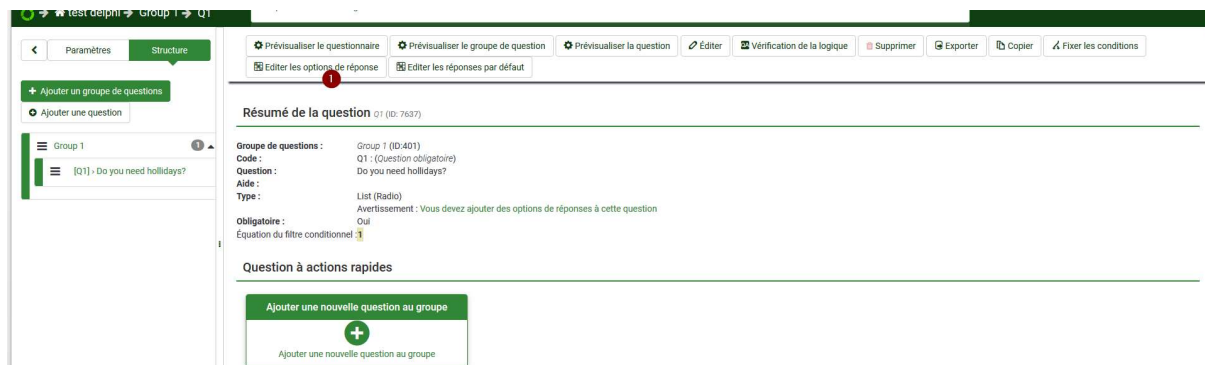 test delphi → Group 1 → Q1
Paramètres Structure
Ajouter un groupe de questions
Ajouter une question
Group 1 1
[Q1] › Do you need hollidays?
Prévisualiser le questionnaire Prévisualiser le groupe de question Prévisualiser la question Éditer Vérification de la logique Supprimer Exporter Copier Fixer les conditions
Editer les options de réponse Editer les réponses par défaut
1
Résumé de la question Q1 (ID: 7637)
Groupe de questions : Group 1 (ID:401)
Code : Q1 : (Question obligatoire)
Question : Do you need hollidays?
Aide :
Type : List (Radio)
Avertissement : Vous devez ajouter des options de réponses à cette question
Obligatoire : Oui
Équation du filtre conditionnel :1
Question à actions rapides
Ajouter une nouvelle question au groupe
Ajouter une nouvelle question au groupe